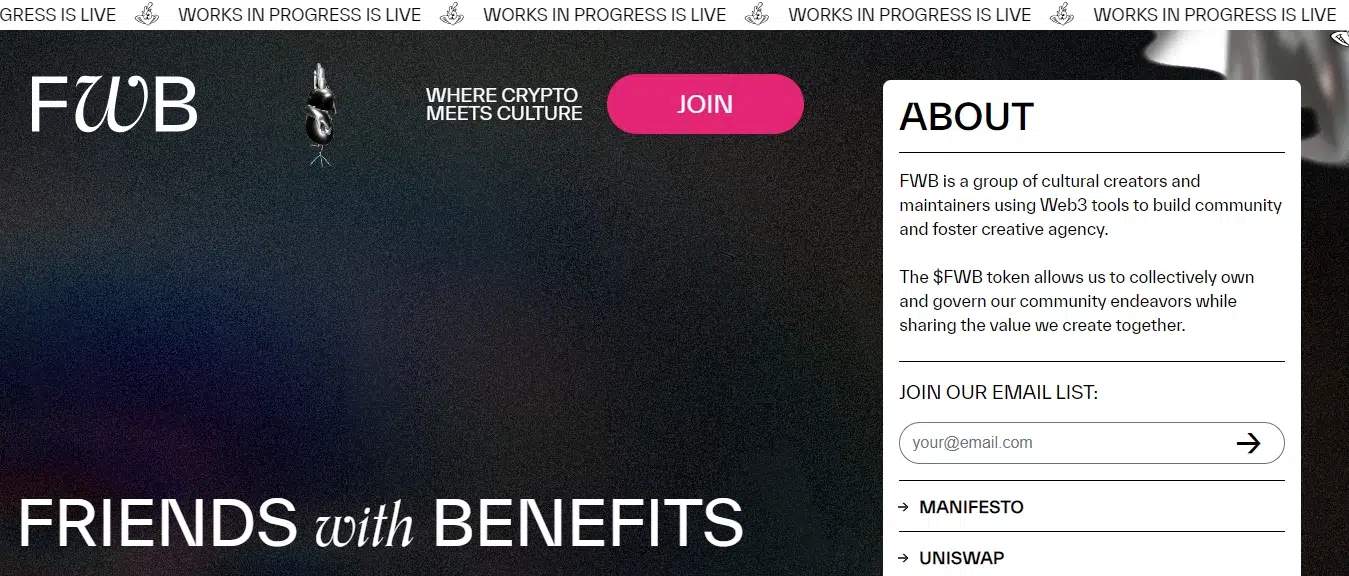 GRESS IS LIVE WORKS IN PROGRESS IS LIVE WORKS IN PROGRESS IS LIVE WORKS IN PROGRESS IS LIVE WORKS IN PROGRESS IS LIVE
FWB
WHERE CRYPTO
MEETS CULTURE
JOIN
FRIENDS with BENEFITS
ABOUT
FWB is a group of cultural creators and
maintainers using Web3 tools to build community
and foster creative agency.
The $FWB token allows us to collectively own
and govern our community endeavors while
sharing the value we create together.
JOIN OUR EMAIL LIST:
your@email.com
MANIFESTO
UNISWAP